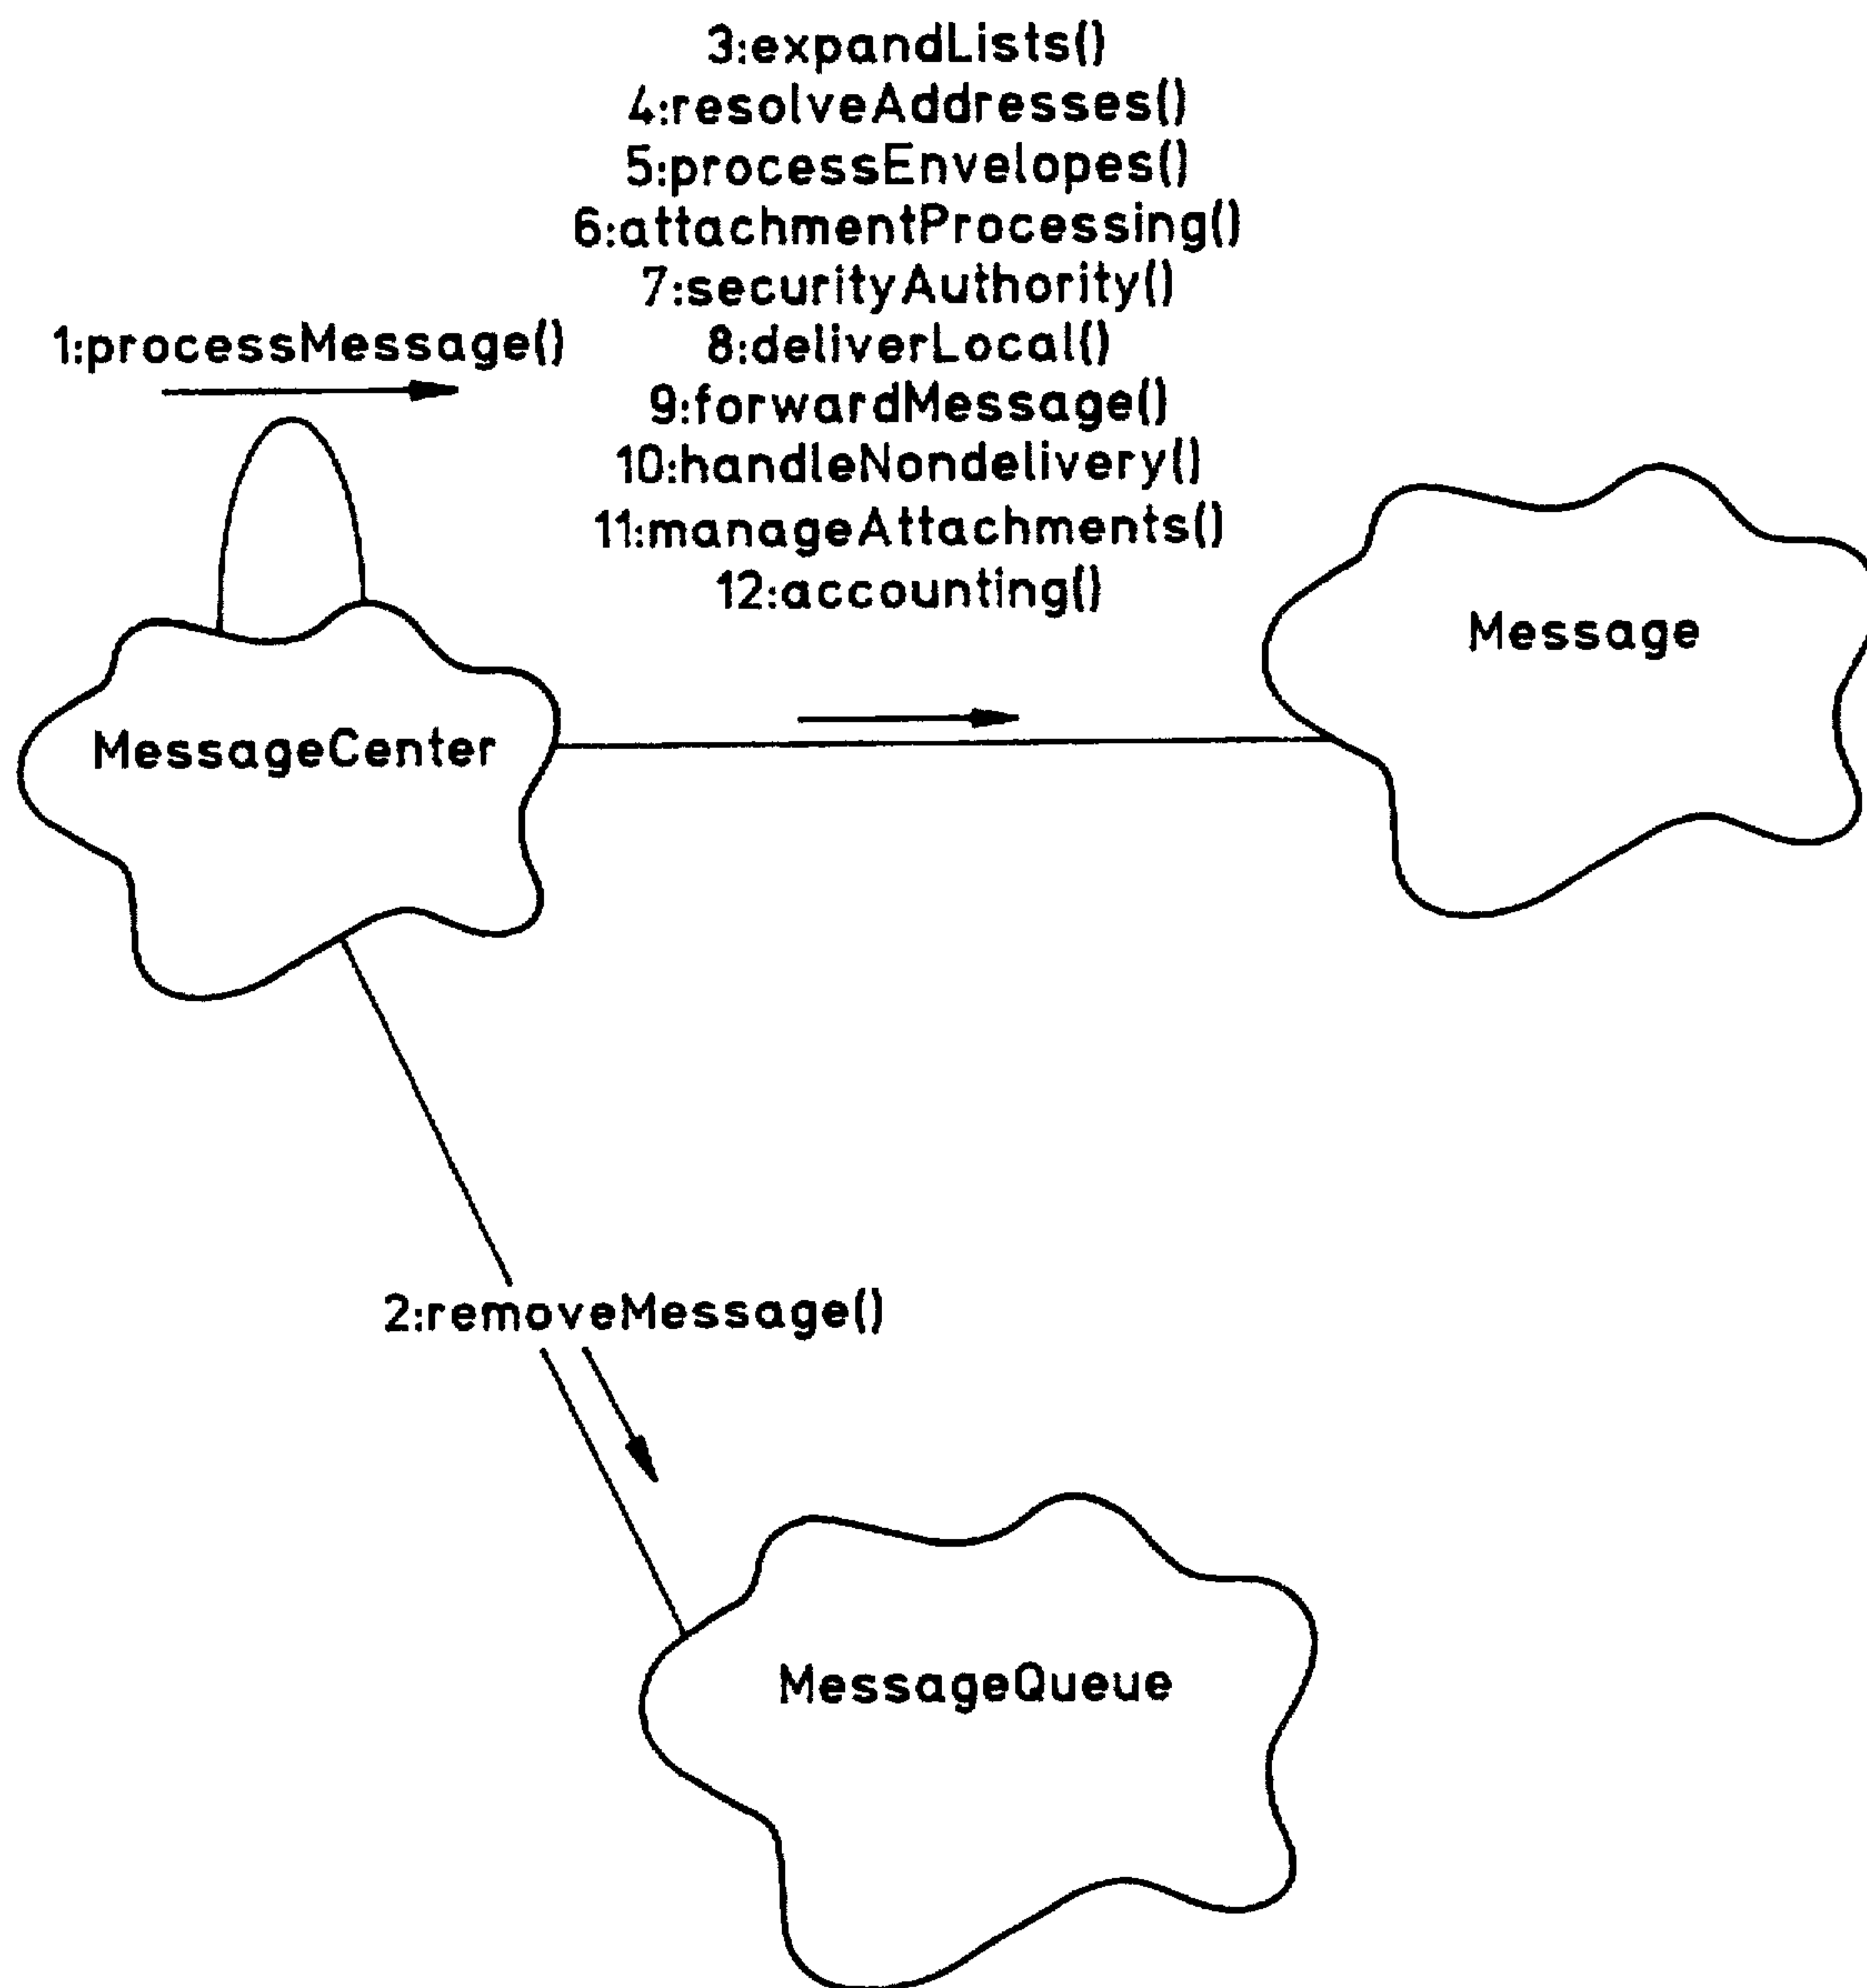 3:expandLists()
4:resolveAddresses()
5:processEnvelopes()
6:attachmentProcessing()
7:securityAuthority()
1:processMessage()
8:deliverLocal()
9:forwardMessage()
10:handleNondelivery()
11:manageAttachments()
12:accounting()
Message
MessageCenter
2:removeMessage()
MessageQueue